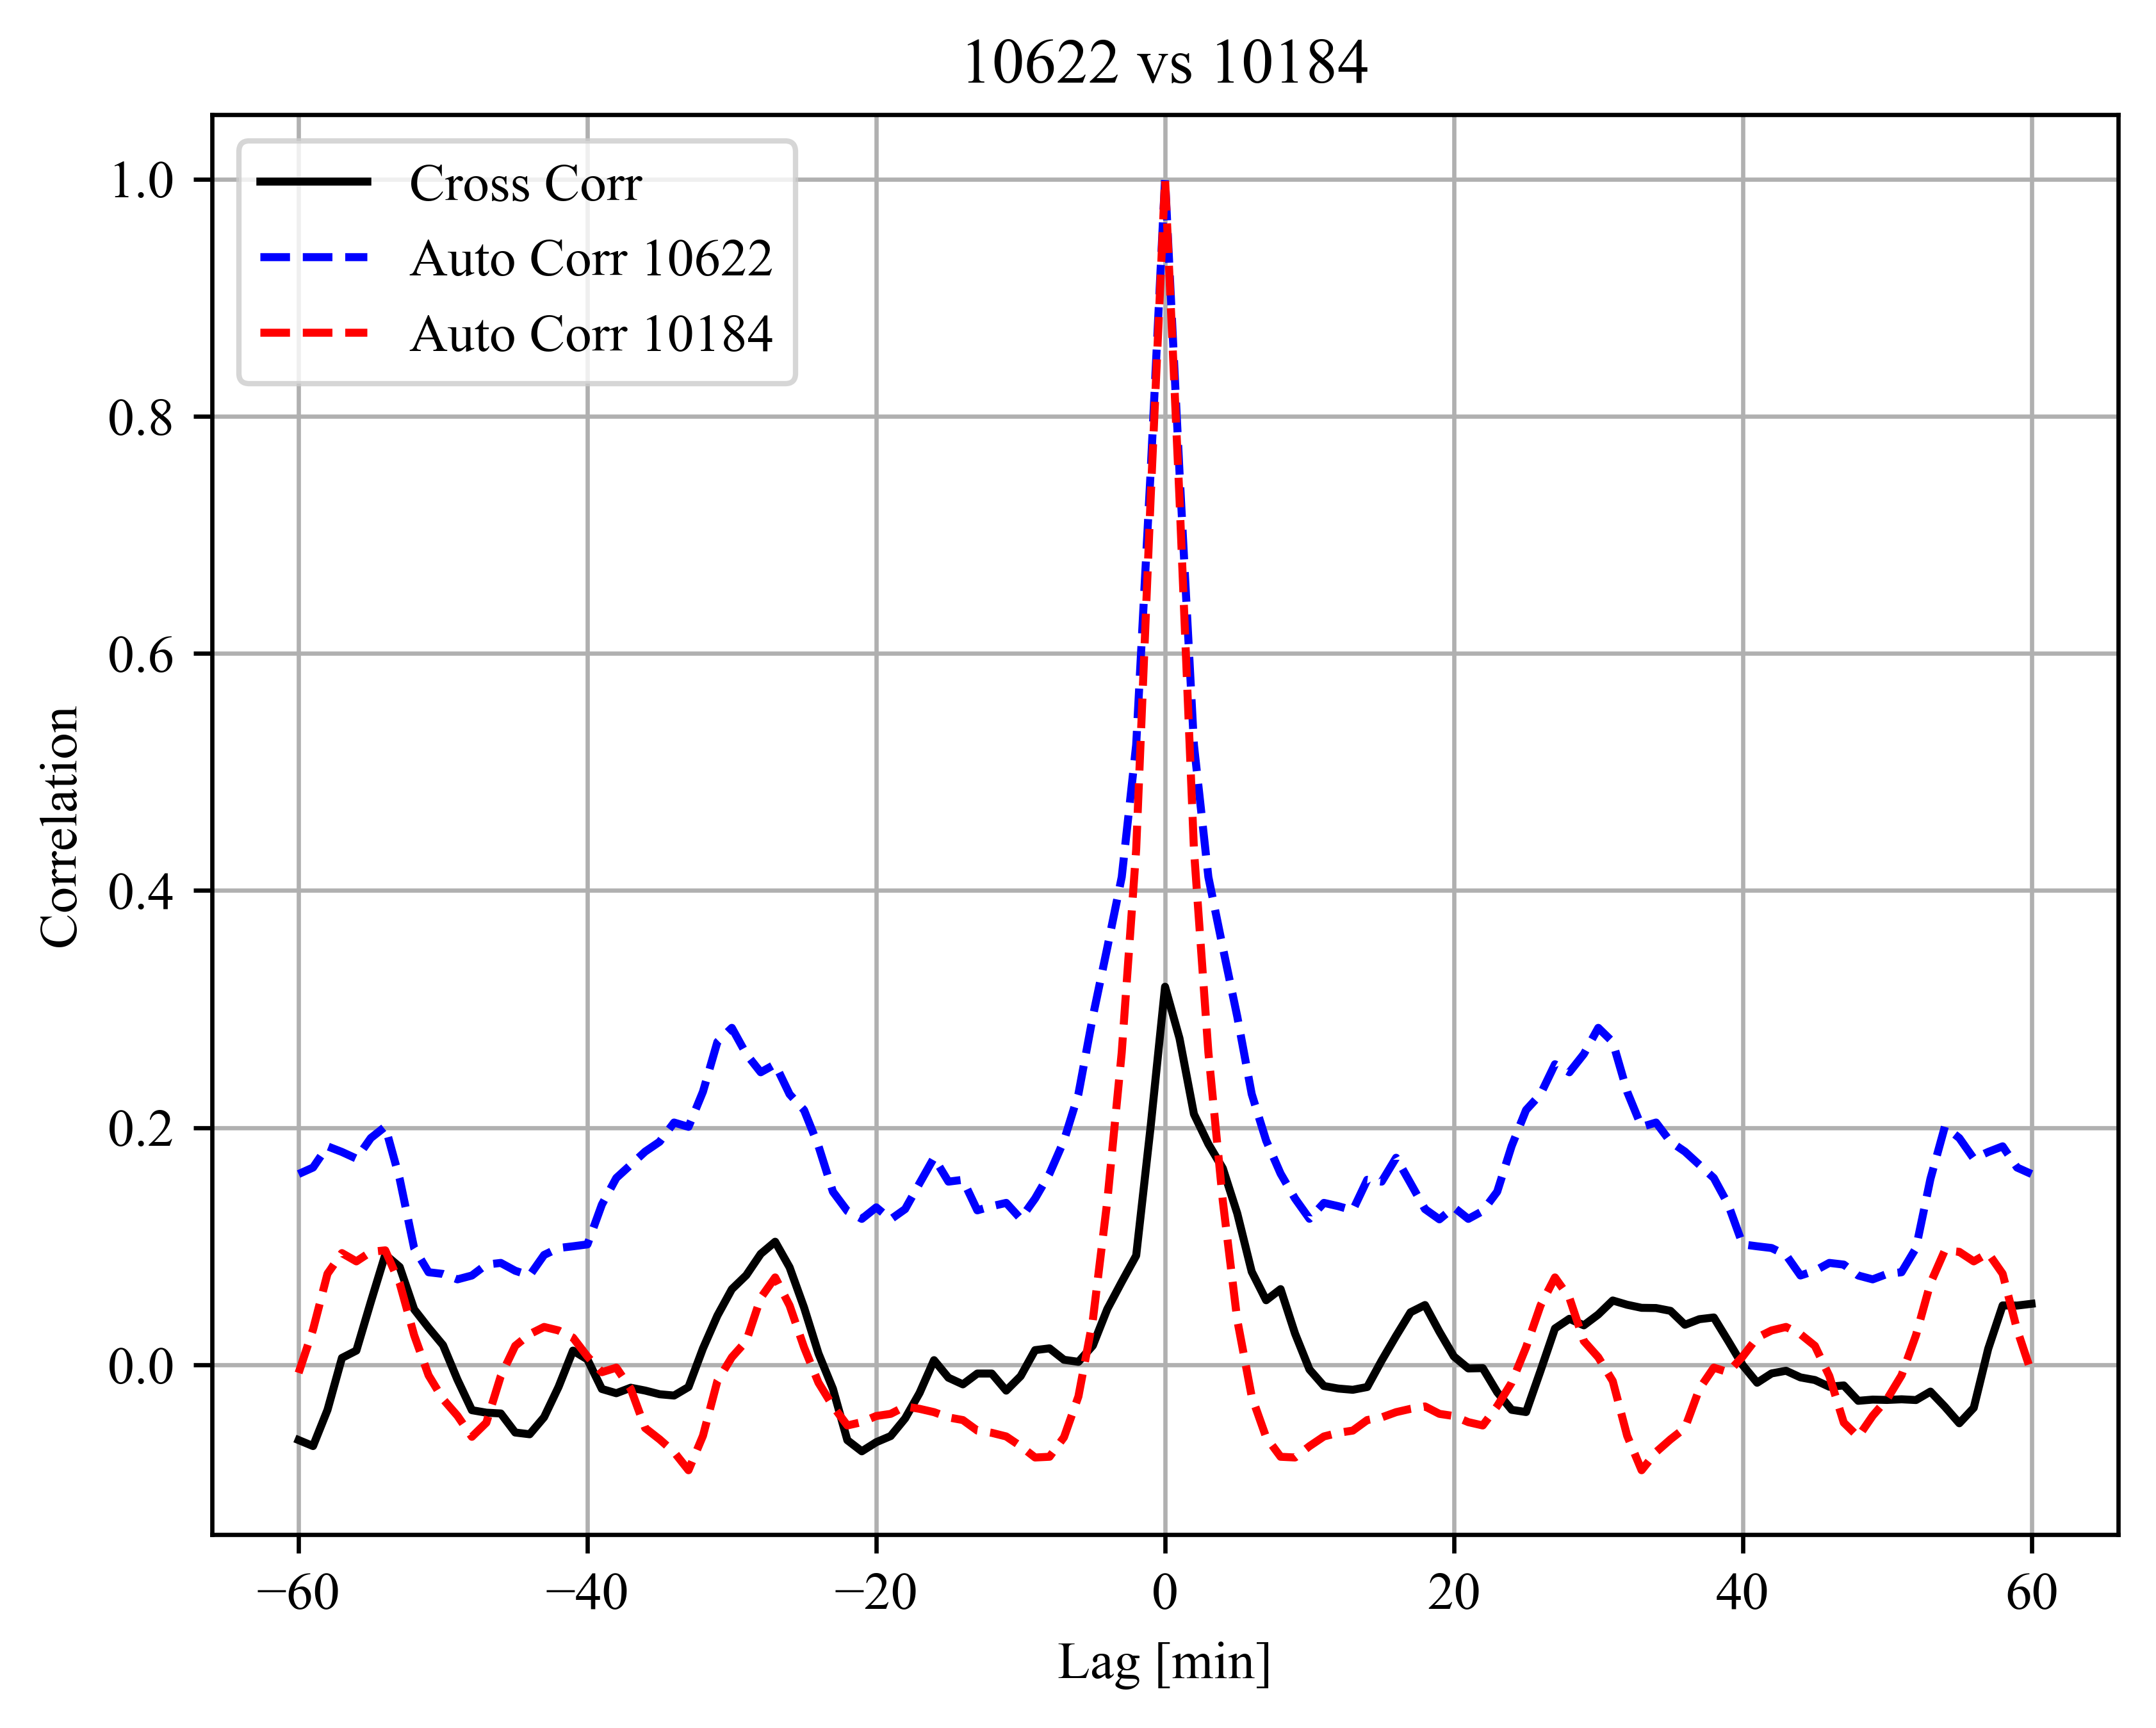 10622 vs 10184
Cross Corr
Auto Corr 10622
Auto Corr 10184
1.0
0.8
0.6
0.4
0.2
0.0
Correlation
−60 −40 −20 0 20 40 60
Lag [min]